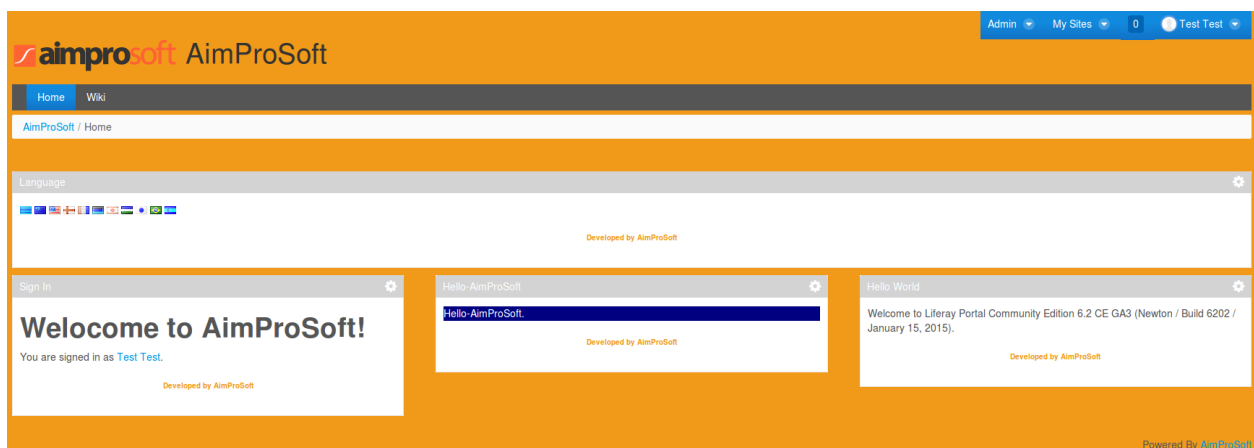 Admin My Sites 0 Test Test
aimprosoft AimProSoft
Home Wiki
AimProSoft / Home
Language
Developed by AimProSoft
Sign In
Welocome to AimProSoft!
You are signed in as Test Test.
Developed by AimProSoft
Hello-AimProSoft
Hello-AimProSoft.
Developed by AimProSoft
Hello World
Welcome to Liferay Portal Community Edition 6.2 CE GA3 (Newton / Build 6202 /
January 15, 2015).
Developed by AimProSoft
Powered By AimProSoft